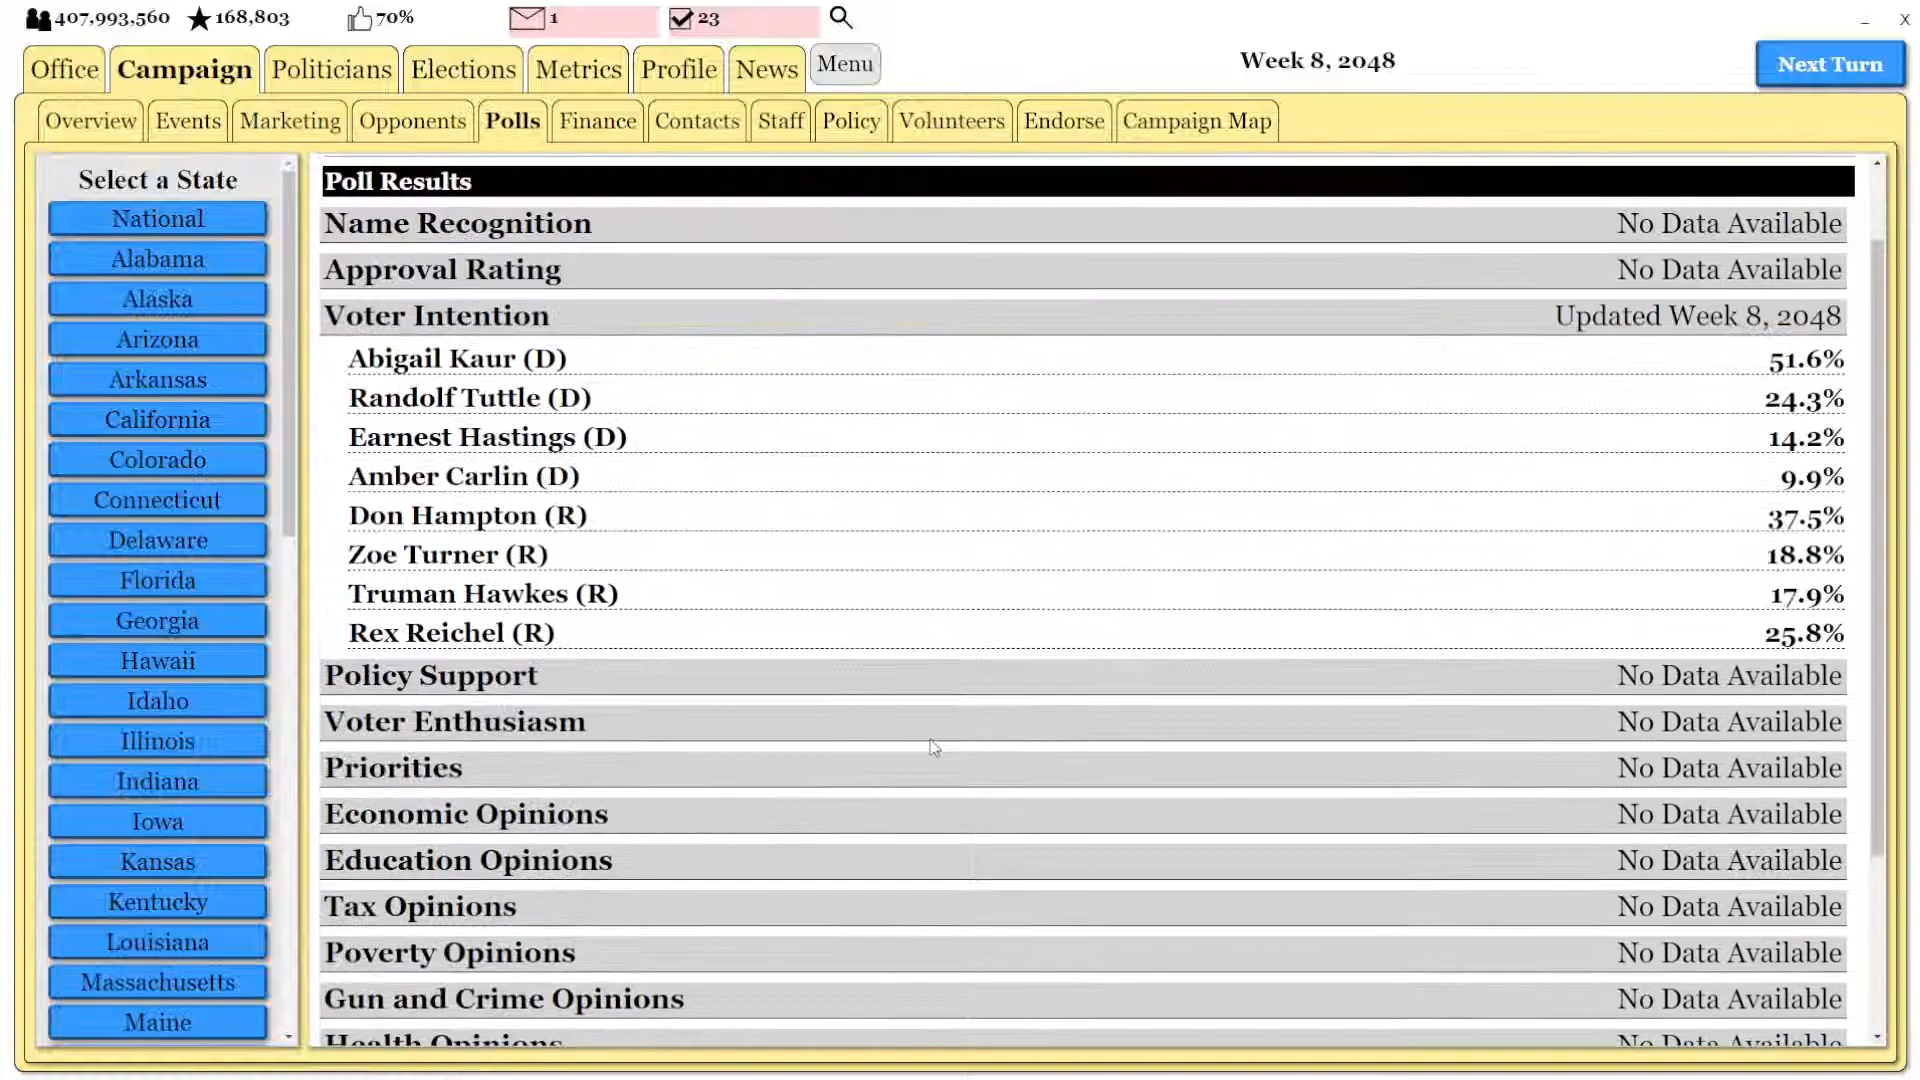 407,993,560 168,803 70% 1 23
Office Campaign Politicians Elections Metrics Profile News Menu
Week 8, 2048
Next Turn
_ X
Overview Events Marketing Opponents Polls Finance Contacts Staff Policy Volunteers Endorse Campaign Map
Select a State
National
Alabama
Alaska
Arizona
Arkansas
California
Colorado
Connecticut
Delaware
Florida
Georgia
Hawaii
Idaho
Illinois
Indiana
Iowa
Kansas
Kentucky
Louisiana
Massachusetts
Maine
Poll Results
Name Recognition No Data Available
Approval Rating No Data Available
Voter Intention Updated Week 8, 2048
Abigail Kaur (D) 51.6%
Randolf Tuttle (D) 24.3%
Earnest Hastings (D) 14.2%
Amber Carlin (D) 9.9%
Don Hampton (R) 37.5%
Zoe Turner (R) 18.8%
Truman Hawkes (R) 17.9%
Rex Reichel (R) 25.8%
Policy Support No Data Available
Voter Enthusiasm No Data Available
Priorities No Data Available
Economic Opinions No Data Available
Education Opinions No Data Available
Tax Opinions No Data Available
Poverty Opinions No Data Available
Gun and Crime Opinions No Data Available
Health Opinions No Data Available